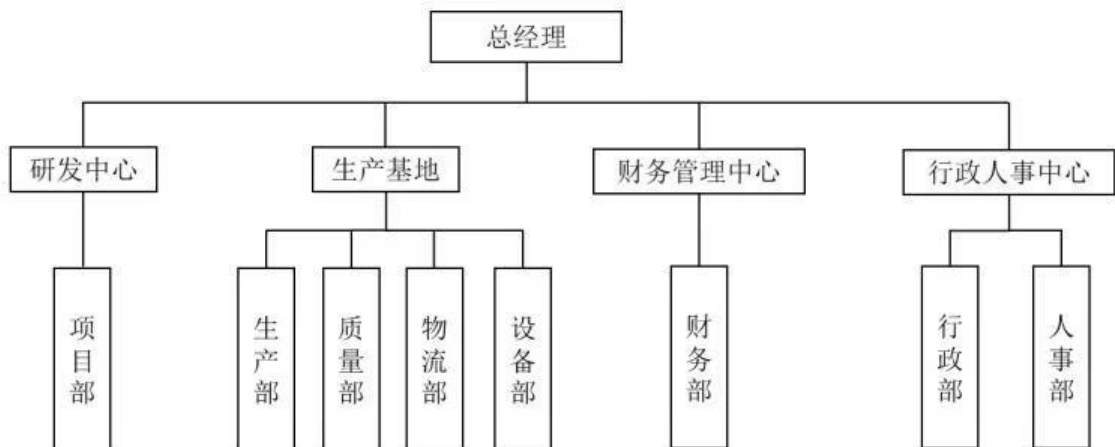 总经理
研发中心
生产基地
财务管理中心
行政人事中心
项目部
生产部
质量部
物流部
设备部
财务部
行政部
人事部